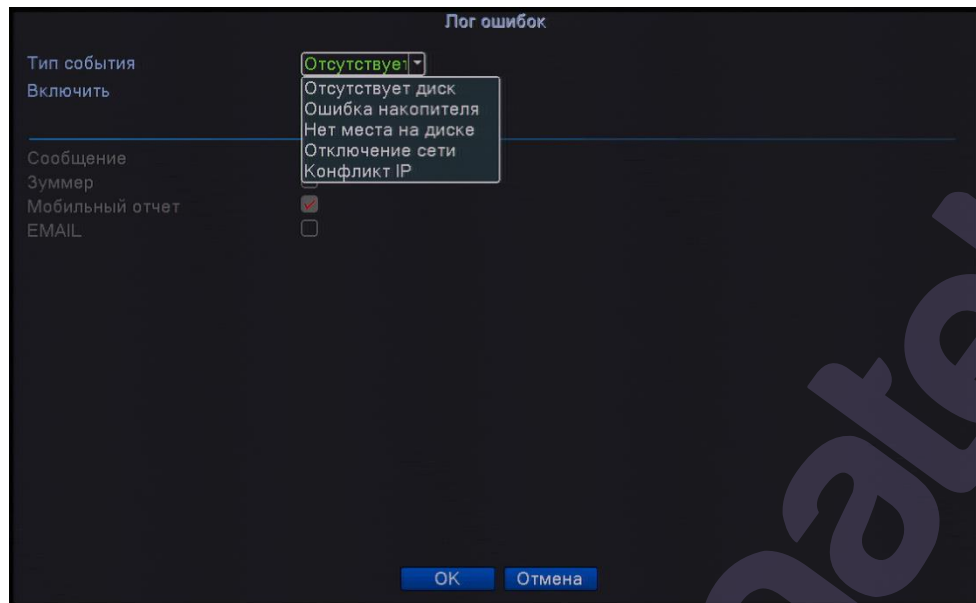 Лог ошибок
Тип события Отсутствует
Включить
Отсутствует диск
Ошибка накопителя
Нет места на диске
Отключение сети
Конфликт IP
Сообщение
Зуммер
Мобильный отчет
EMAIL
OK Отмена